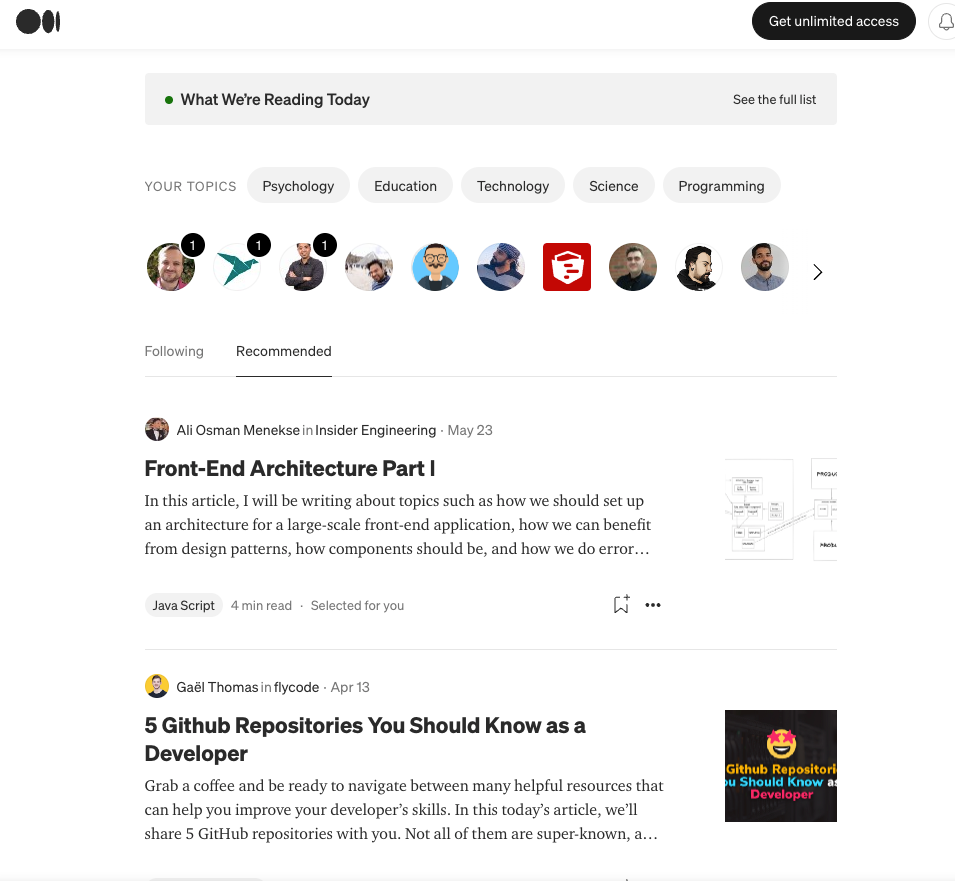 Get unlimited access
What We're Reading Today
See the full list
YOUR TOPICS
Psychology
Education
Technology
Science
Programming
1
1
1
Following
Recommended
Ali Osman Menekse in Insider Engineering · May 23
Front-End Architecture Part I
In this article, I will be writing about topics such as how we should set up
an architecture for a large-scale front-end application, how we can benefit
from design patterns, how components should be, and how we do error…
Java Script
4 min read · Selected for you
Gaël Thomas in flycode · Apr 13
5 Github Repositories You Should Know as a
Developer
Grab a coffee and be ready to navigate between many helpful resources that
can help you improve your developer's skills. In this today's article, we'll
share 5 GitHub repositories with you. Not all of them are super-known, a…
Github Repositori
ou Should Know as
Developer